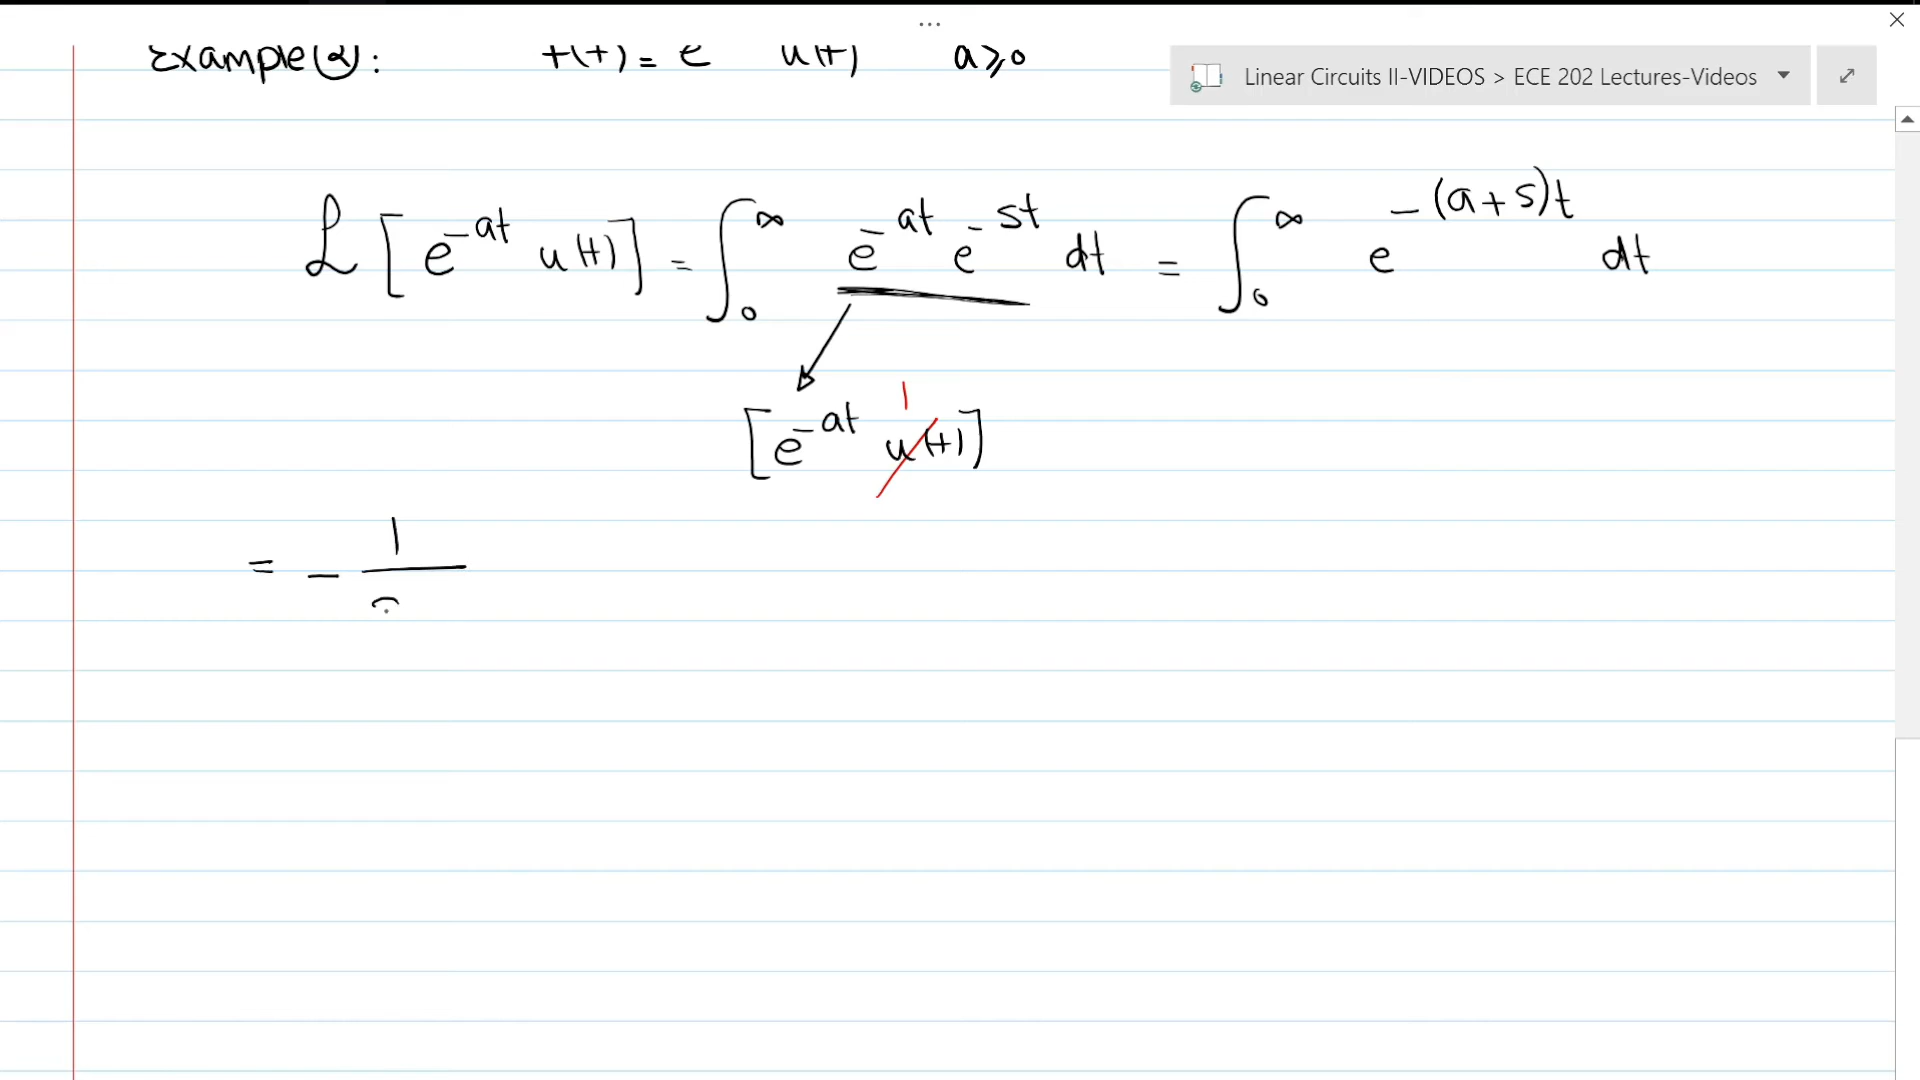 Example(2): f(t) = e u(t) a ≥ 0
Linear Circuits II-VIDEOS > ECE 202 Lectures-Videos
ℒ [e^{-at} u(t)] = ∫_0^∞ e^{-at} e^{-st} dt = ∫_0^∞ e^{-(a+s)t} dt
1
[e^{-at} u(t)]
= - 1/